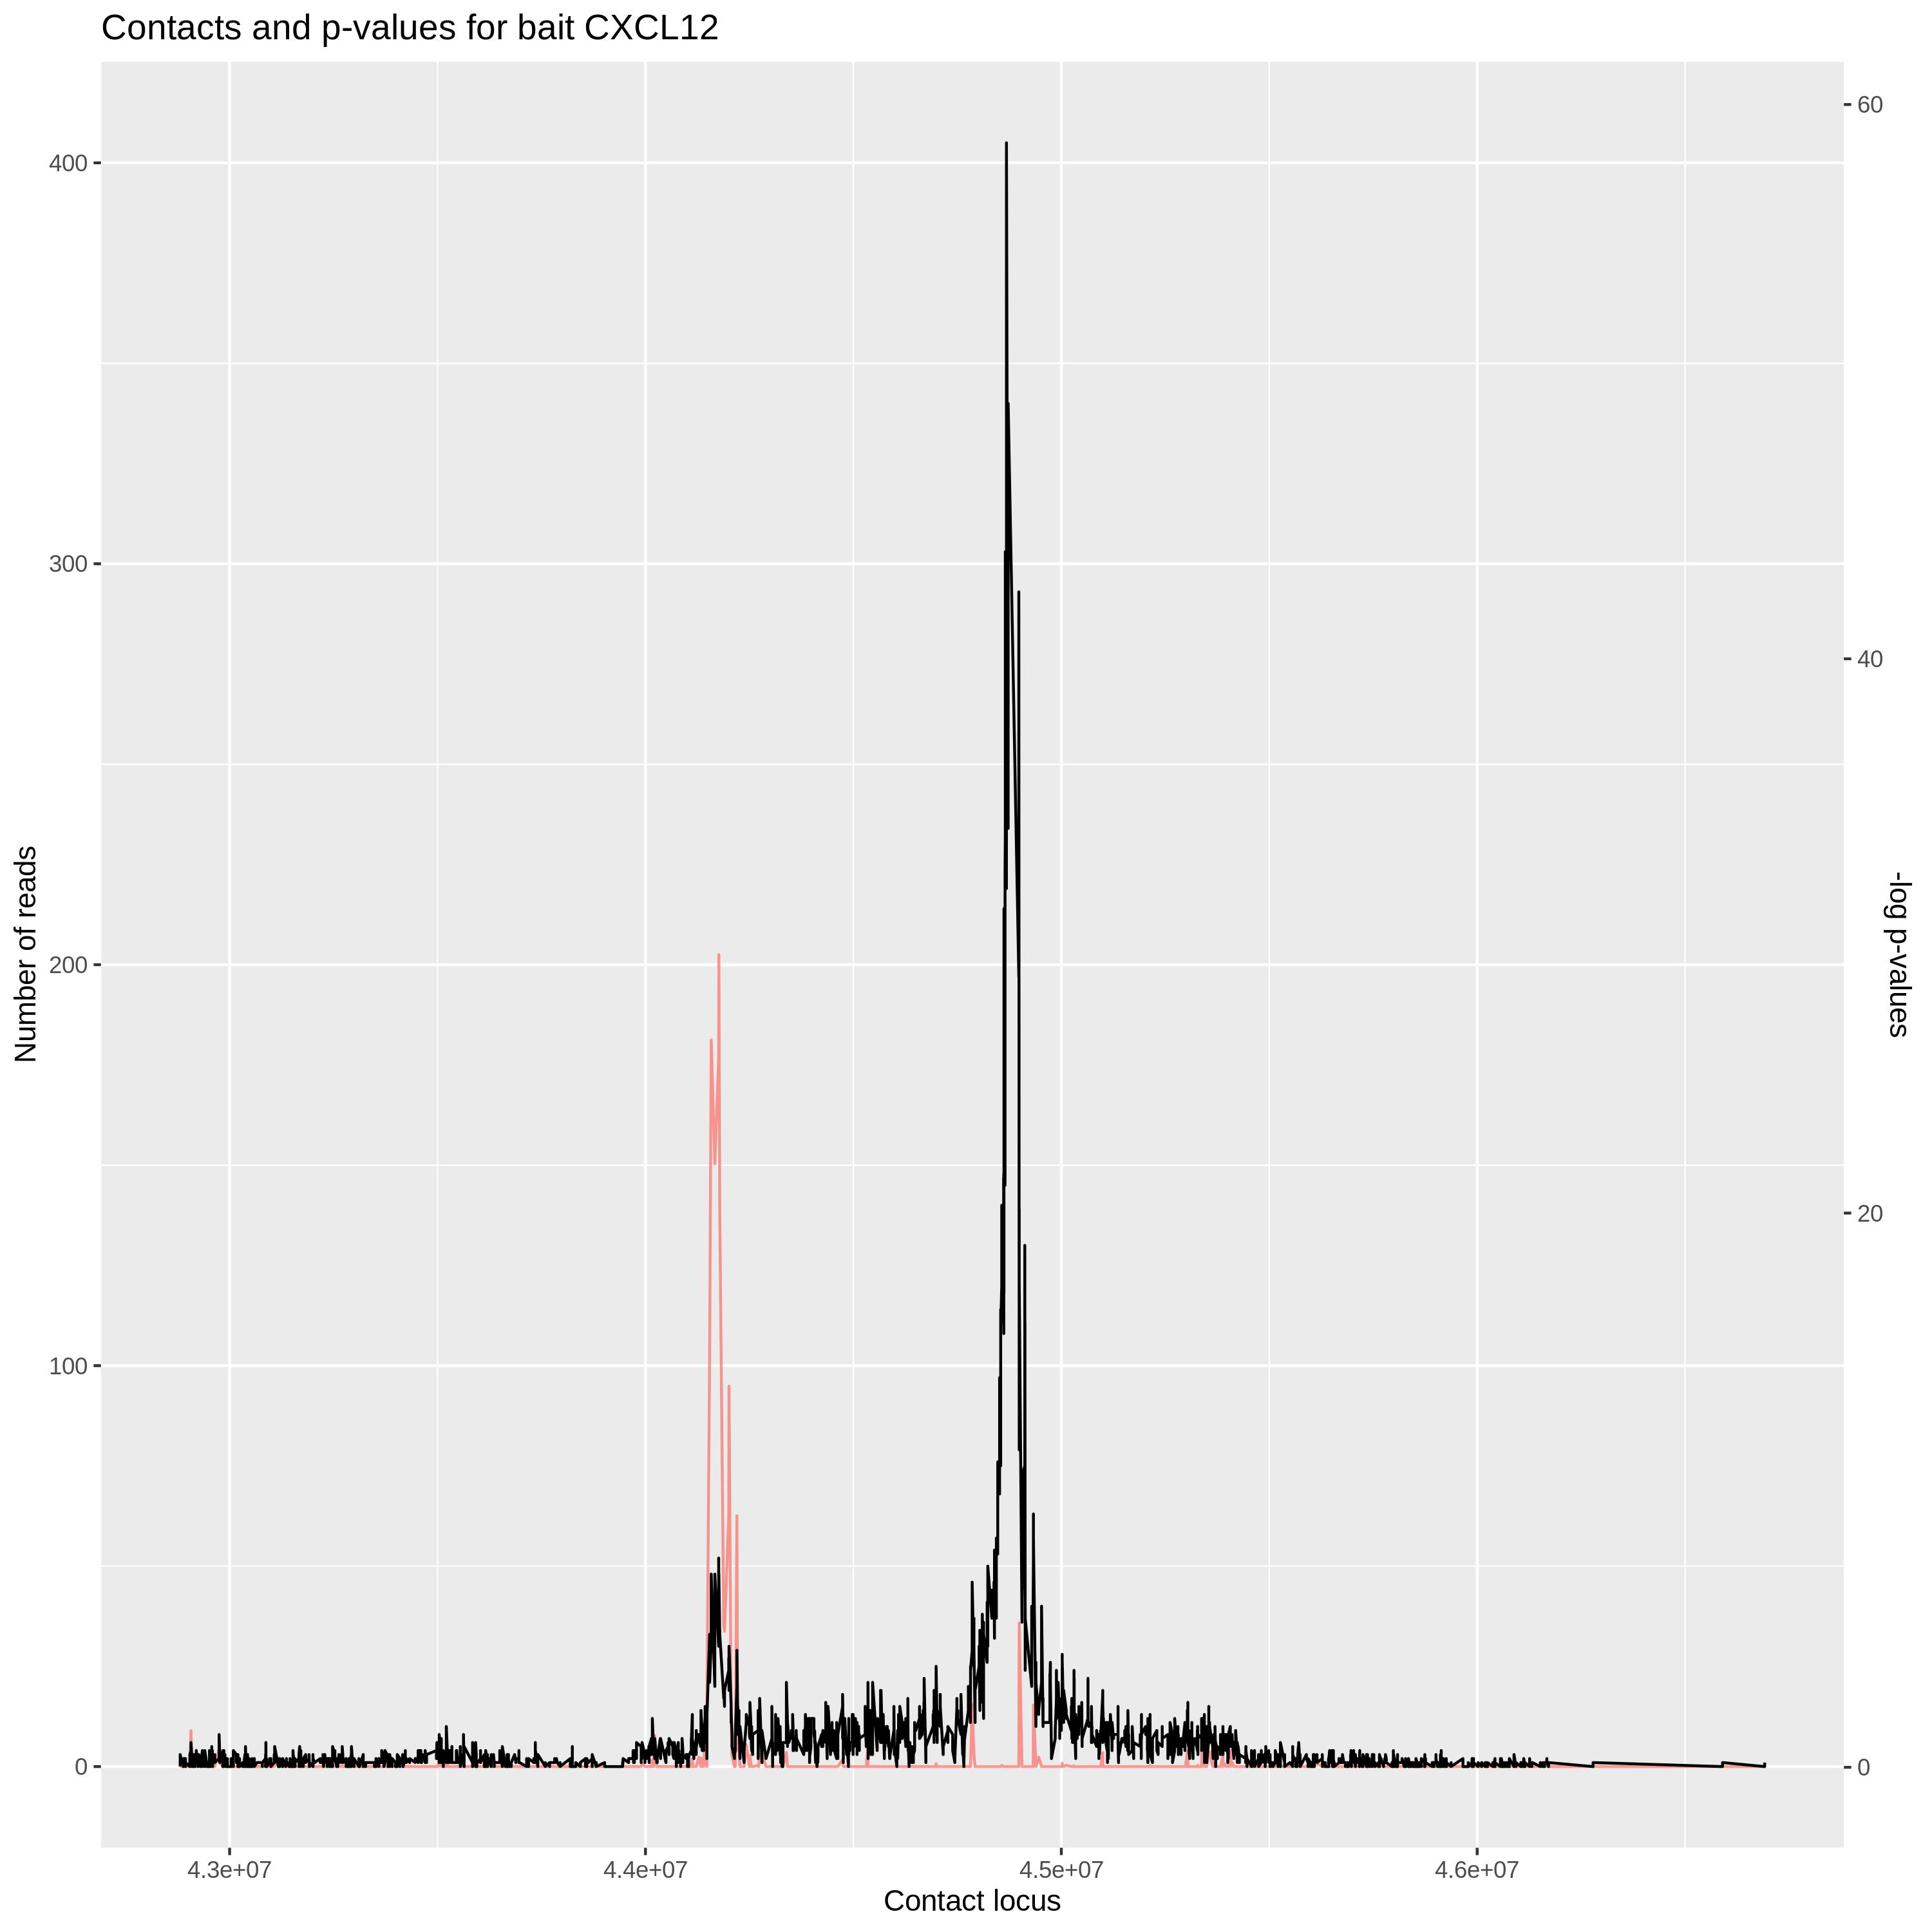 Contacts and p-values for bait CXCL12
400
300
200
100
0
Number of reads
60
40
20
0
-log p-values
4.3e+07
4.4e+07
4.5e+07
4.6e+07
Contact locus